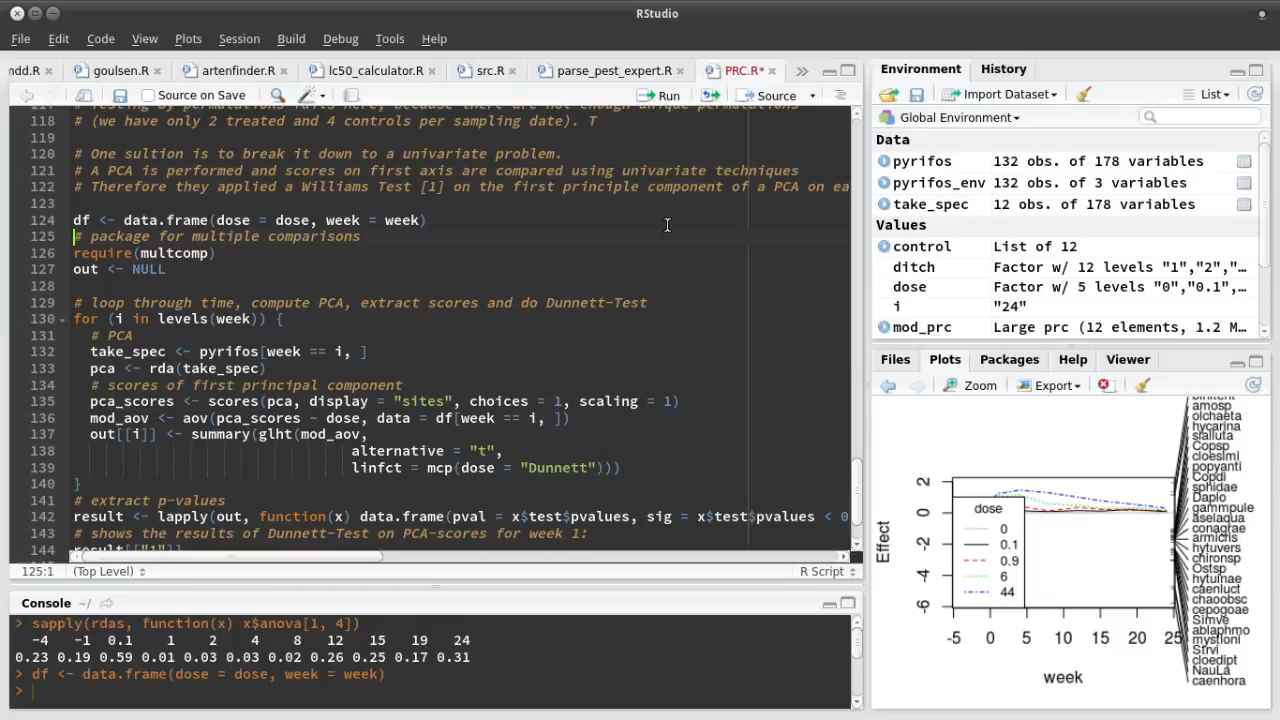 RStudio
File Edit Code View Plots Session Build Debug Tools Help
ndd.R goulsen.R artenfinder.R lc50_calculator.R src.R parse_pest_expert.R PRC.R*
Source on Save Run Source
118 # (we have only 2 treated and 4 controls per sampling date). T
119
120 # One sultion is to break it down to a univariate problem.
121 # A PCA is performed and scores on first axis are compared using univariate techniques
122 # Therefore they applied a Williams Test [1] on the first principle component of a PCA on ea
123
124 df <- data.frame(dose = dose, week = week)
125 # package for multiple comparisons
126 require(multcomp)
127 out <- NULL
128
129 # loop through time, compute PCA, extract scores and do Dunnett-Test
130 for (i in levels(week)) {
131 # PCA
132 take_spec <- pyrifos[week == i, ]
133 pca <- rda(take_spec)
134 # scores of first principal component
135 pca_scores <- scores(pca, display = "sites", choices = 1, scaling = 1)
136 mod_aov <- aov(pca_scores ~ dose, data = df[week == i, ])
137 out[[i]] <- summary(glht(mod_aov,
138 alternative = "t",
139 linfct = mcp(dose = "Dunnett")))
140 }
141 # extract p-values
142 result <- lapply(out, function(x) data.frame(pval = x$test$pvalues, sig = x$test$pvalues < 0
143 # shows the results of Dunnett-Test on PCA-scores for week 1:
144 result[["1"]]
125:1 (Top Level) R Script
Console ~/
> sapply(rdas, function(x) x$anova[1, 4])
-4 -1 0.1 1 2 4 8 12 15 19 24
0.23 0.19 0.59 0.01 0.03 0.03 0.02 0.26 0.25 0.17 0.31
> df <- data.frame(dose = dose, week = week)
>
Environment History
Import Dataset List
Global Environment
Data
pyrifos 132 obs. of 178 variables
pyrifos_env 132 obs. of 3 variables
take_spec 12 obs. of 178 variables
Values
control List of 12
ditch Factor w/ 12 levels "1","2","…
dose Factor w/ 5 levels "0","0.1",…
i "24"
mod_prc Large prc (12 elements, 1.2 M…
Files Plots Packages Help Viewer
Zoom Export
amosp
olchaeta
hycarina
sialluta
Copsp
cloesimi
popyanti
Copdi
sphidae
Daplo
gammpule
aselaqua
conagrae
armicris
hytuvers
chironsp
Ostsp
hytunae
caenluct
chaoobsc
cepogoae
Simve
ablaphmo
mystloni
Strvi
cloedipt
NauLa
caenhora
Effect
2
0
-2
-4
-6
dose
0
0.1
0.9
6
44
-5 0 5 10 15 20 25
week